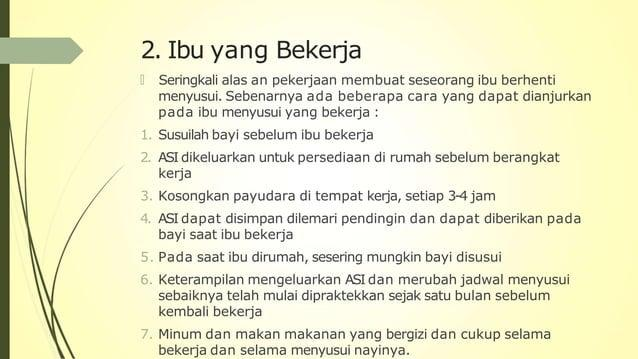 2. Ibu yang Bekerja
Seringkali alas an pekerjaan membuat seseorang ibu berhenti
menyusui. Sebenarnya ada beberapa cara yang dapat dianjurkan
pada ibu menyusui yang bekerja :
1. Susuilah bayi sebelum ibu bekerja
2. ASI dikeluarkan untuk persediaan di rumah sebelum berangkat
kerja
3. Kosongkan payudara di tempat kerja, setiap 3-4 jam
4. ASI dapat disimpan dilemari pendingin dan dapat diberikan pada
bayi saat ibu bekerja
5. Pada saat ibu dirumah, sesering mungkin bayi disusui
6. Keterampilan mengeluarkan ASI dan merubah jadwal menyusui
sebaiknya telah mulai dipraktekkan sejak satu bulan sebelum
kembali bekerja
7. Minum dan makan makanan yang bergizi dan cukup selama
bekerja dan selama menyusui nayinya.